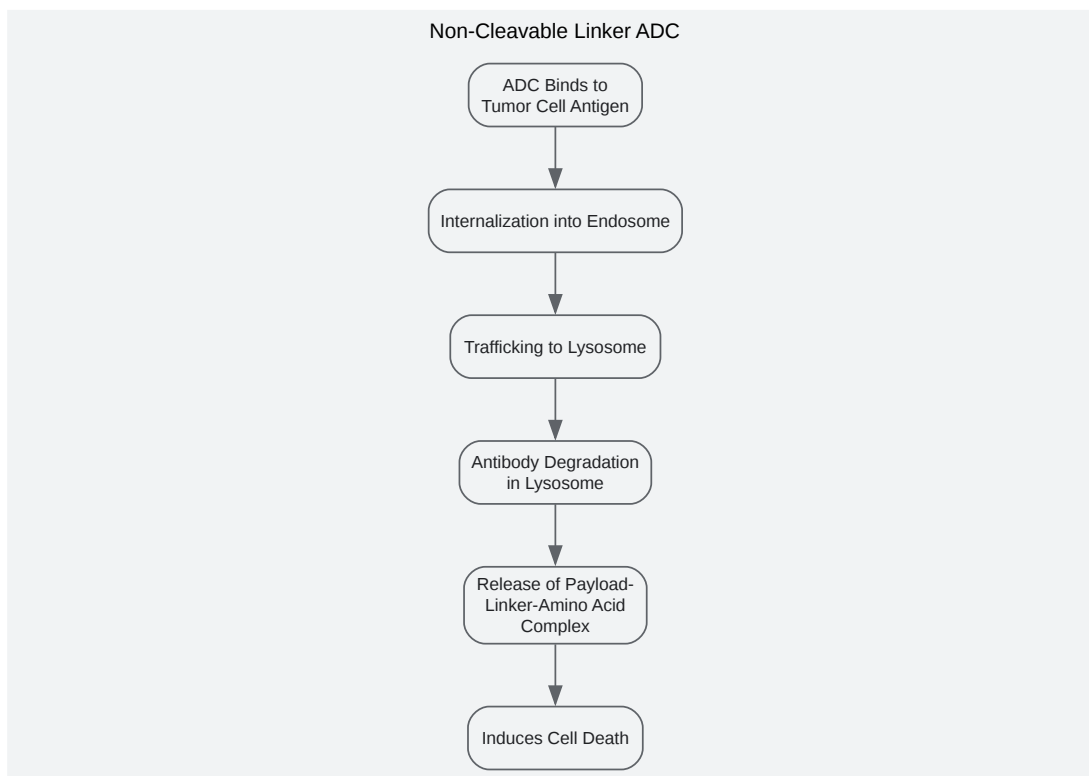 Non-Cleavable Linker ADC
ADC Binds to
Tumor Cell Antigen
Internalization into Endosome
Trafficking to Lysosome
Antibody Degradation
in Lysosome
Release of Payload-
Linker-Amino Acid
Complex
Induces Cell Death